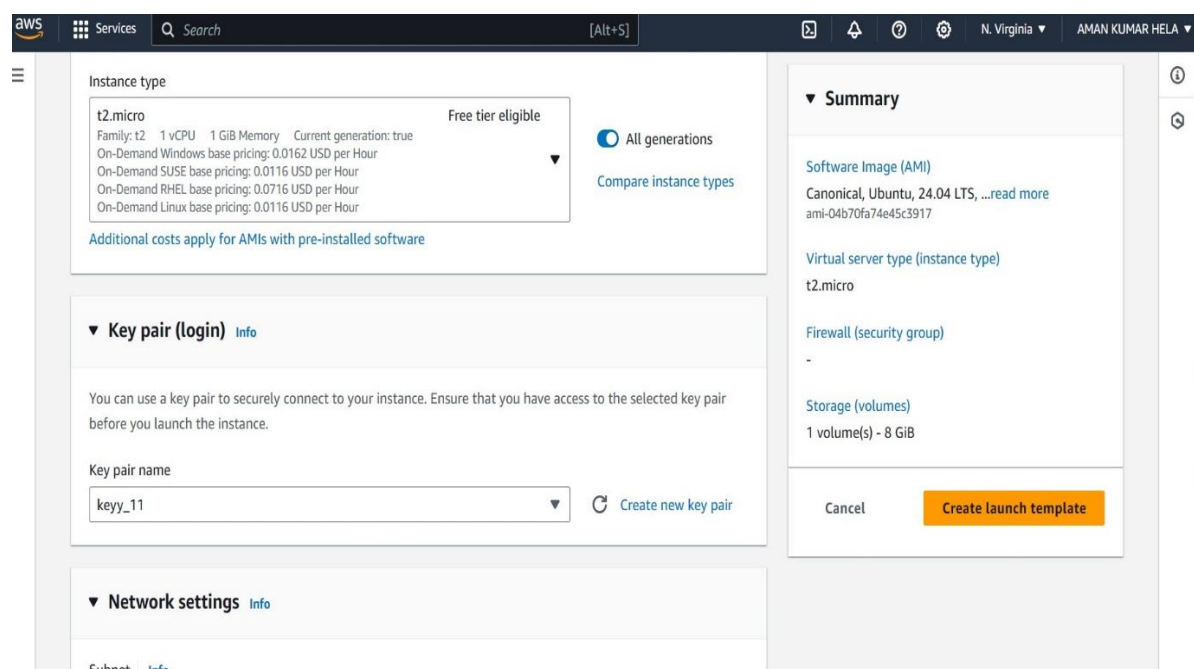 aws Services Search [Alt+S] N. Virginia AMAN KUMAR HELA
Instance type
t2.micro Free tier eligible
Family: t2 1 vCPU 1 GiB Memory Current generation: true
On-Demand Windows base pricing: 0.0162 USD per Hour
On-Demand SUSE base pricing: 0.0116 USD per Hour
On-Demand RHEL base pricing: 0.0716 USD per Hour
On-Demand Linux base pricing: 0.0116 USD per Hour
All generations
Compare instance types
Additional costs apply for AMIs with pre-installed software
Key pair (login) Info
You can use a key pair to securely connect to your instance. Ensure that you have access to the selected key pair
before you launch the instance.
Key pair name
keyy_11
Create new key pair
Network settings Info
Subnet Info
Summary
Software Image (AMI)
Canonical, Ubuntu, 24.04 LTS, ...read more
ami-04b70fa74e45c3917
Virtual server type (instance type)
t2.micro
Firewall (security group)
-
Storage (volumes)
1 volume(s) - 8 GiB
Cancel Create launch template